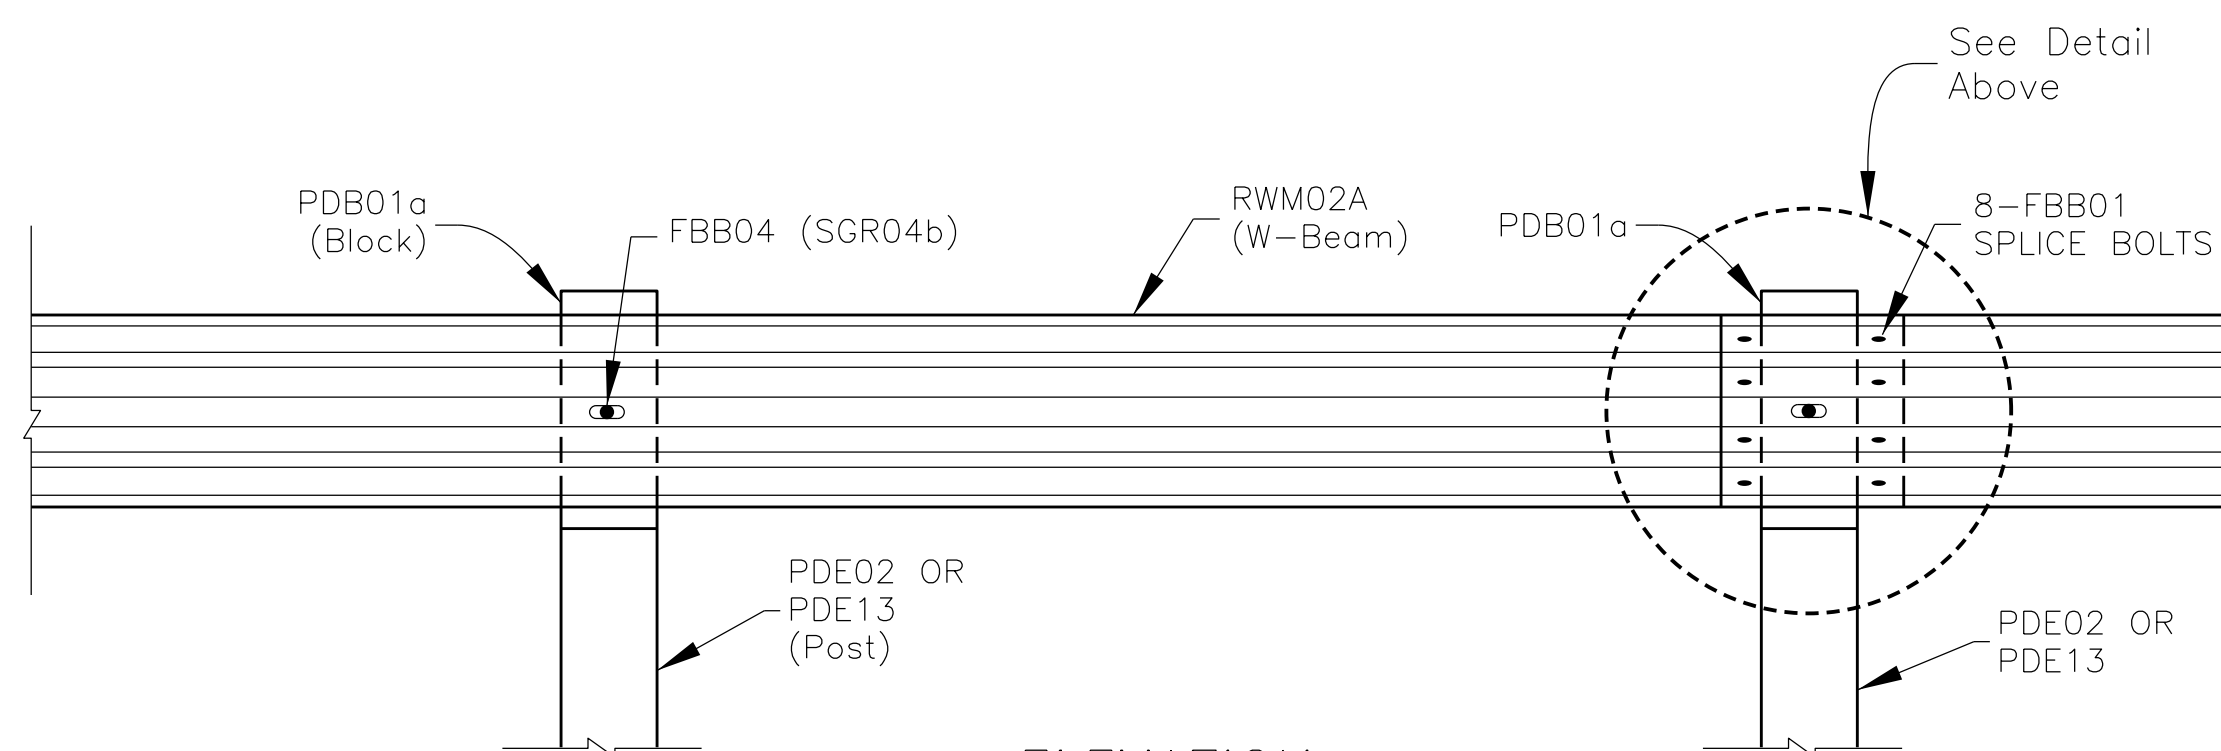 See Detail
Above
PDB01a
(Block)
FBB04 (SGR04b)
RWM02A
(W-Beam)
PDB01a
8-FBB01
SPLICE BOLTS
PDE02 OR
PDE13
(Post)
PDE02 OR
PDE13